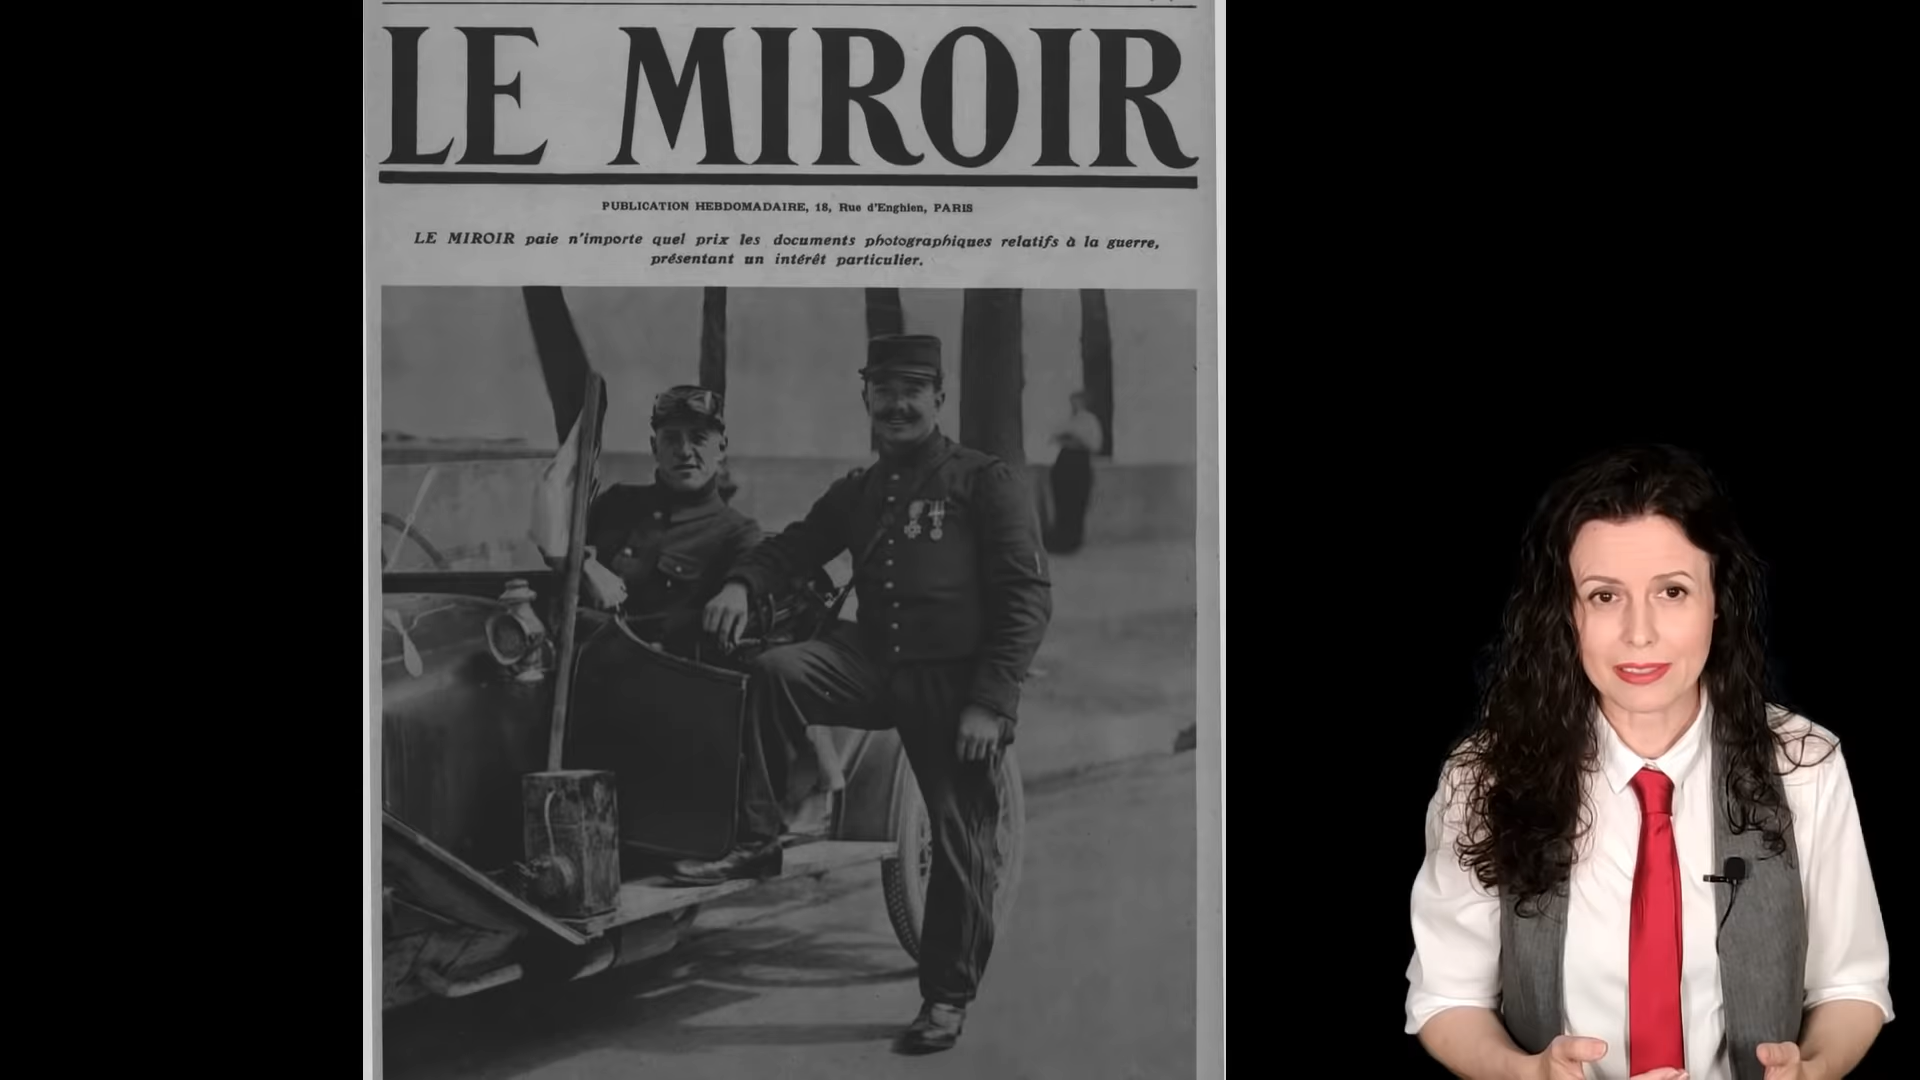 LE MIROIR
PUBLICATION HEBDOMADAIRE, 18, Rue d'Enghien, PARIS
LE MIROIR paie n'importe quel prix les documents photographiques relatifs à la guerre,
présentant un intérêt particulier.